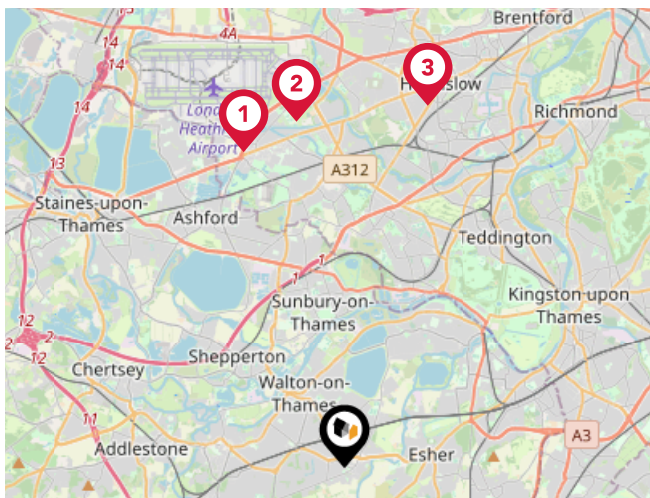 Brentford
14
4A
14
3
Hounslow
2
1
Richmond
14
London
Heathrow
Airport
13
A312
Staines-upon-
Thames
Ashford
Teddington
1
1
Kingston-upon
Thames
Sunbury-on-
Thames
12
2
2
12
Shepperton
Chertsey
Walton-on-
Thames
11
A3
Addlestone
Esher